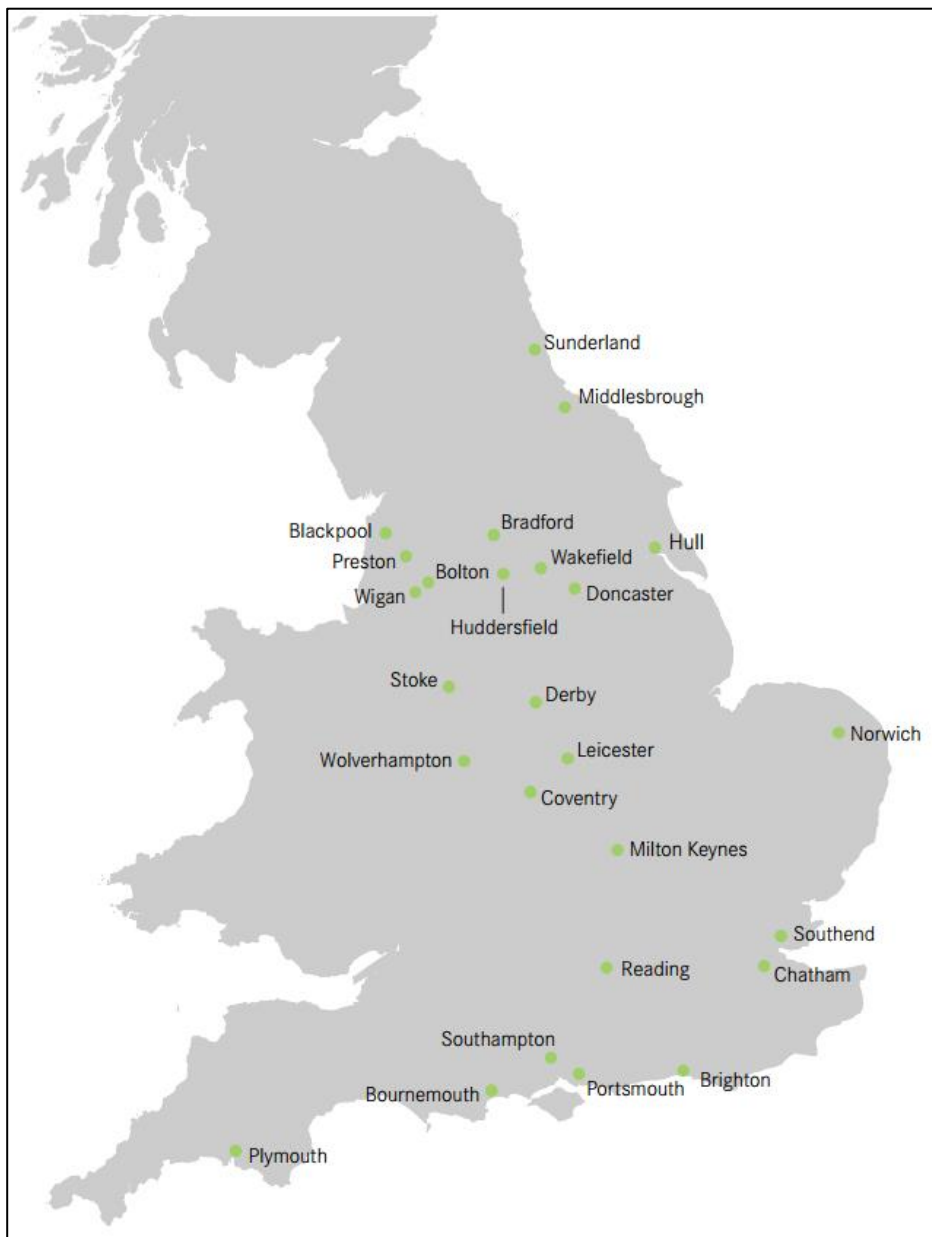 Sunderland
Middlesbrough
Blackpool
Bradford
Hull
Preston
Wakefield
Bolton
Wigan
Doncaster
Huddersfield
Stoke
Derby
Norwich
Leicester
Wolverhampton
Coventry
Milton Keynes
Southend
Reading
Chatham
Southampton
Brighton
Portsmouth
Bournemouth
Plymouth